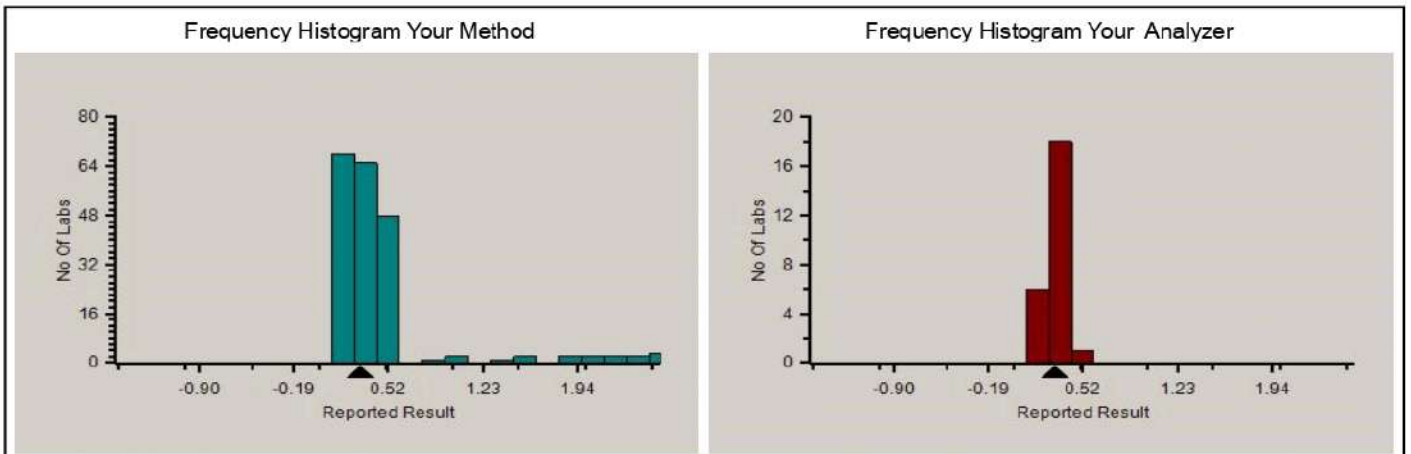 Frequency Histogram Your Method
80
64
48
32
16
0
No Of Labs
-0.90 -0.19 0.52 1.23 1.94
Reported Result
Frequency Histogram Your Analyzer
20
16
12
8
4
0
No Of Labs
-0.90 -0.19 0.52 1.23 1.94
Reported Result